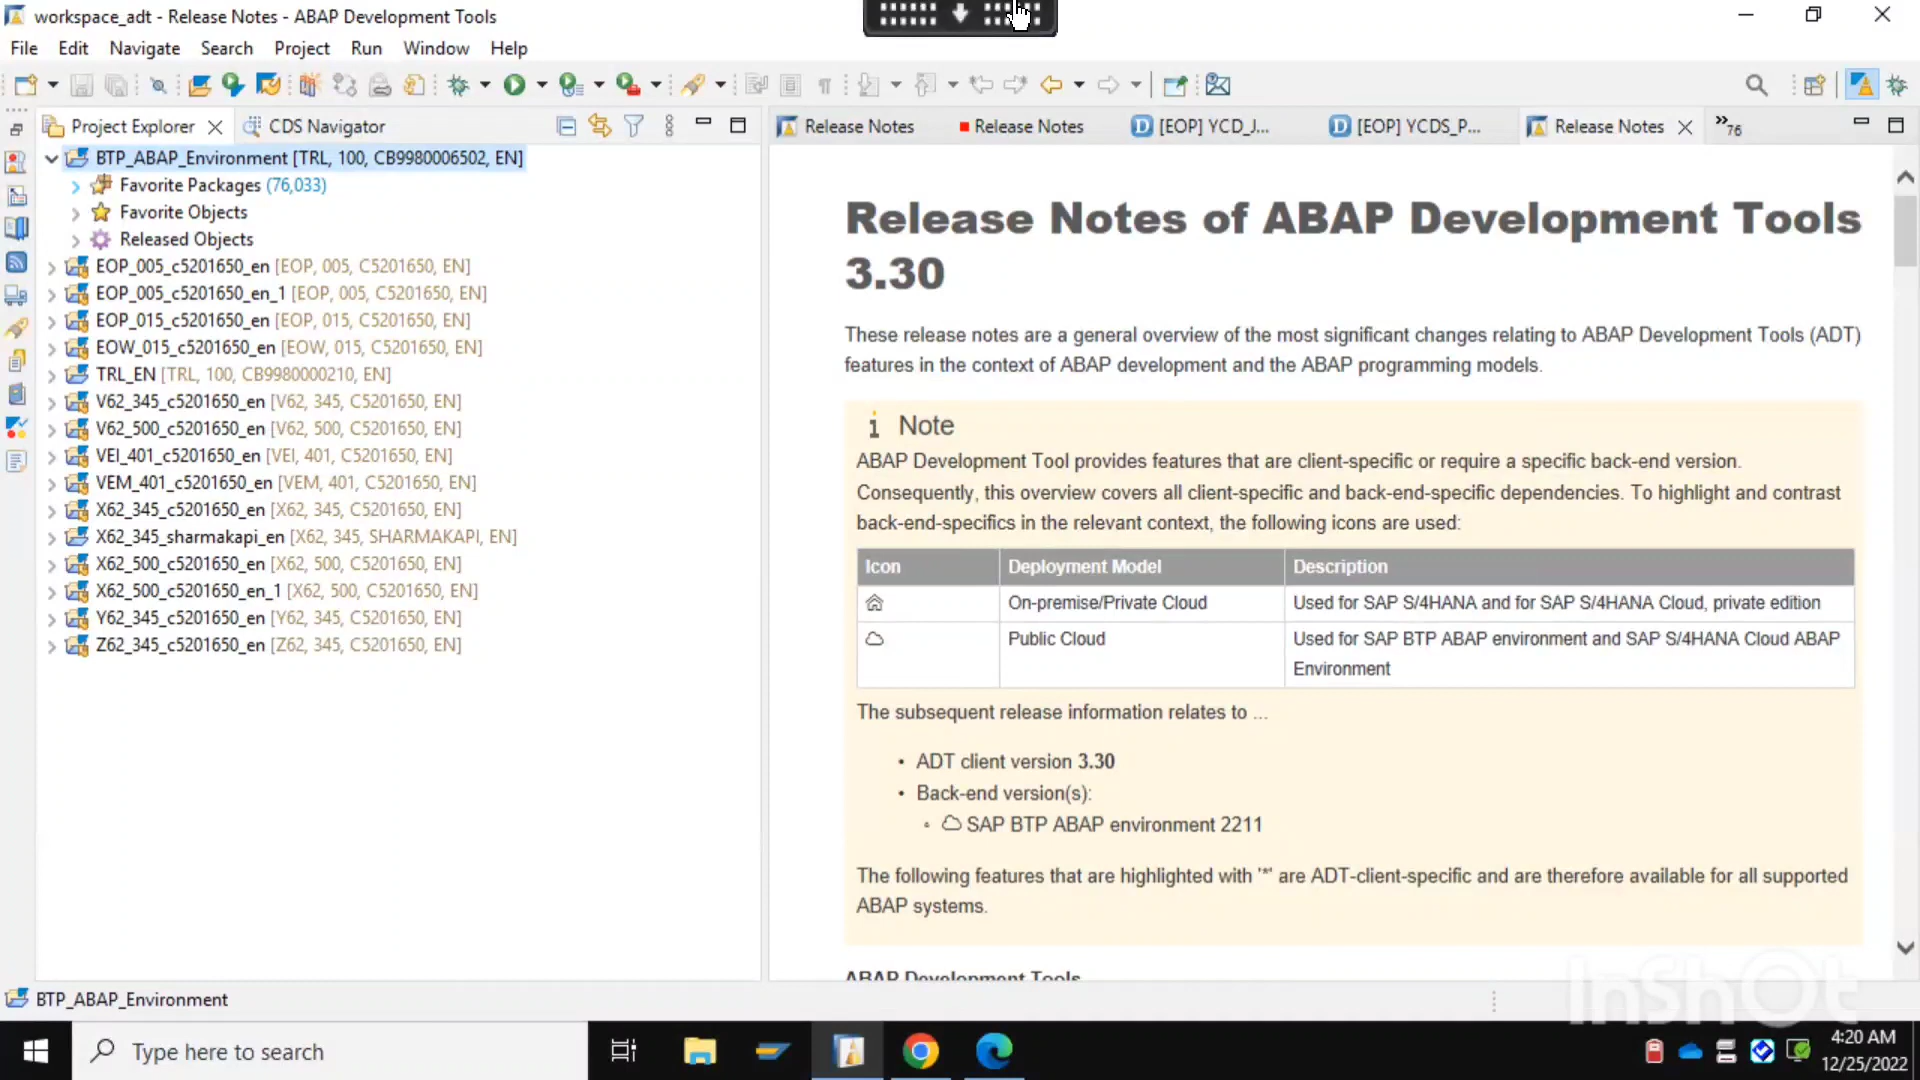 workspace_adt - Release Notes - ABAP Development Tools
File Edit Navigate Search Project Run Window Help
Project Explorer
CDS Navigator
Release Notes
Release Notes
[EOP] YCD_J...
[EOP] YCDS_P...
Release Notes
»76
BTP_ABAP_Environment [TRL, 100, CB9980006502, EN]
Favorite Packages (76,033)
Favorite Objects
Released Objects
EOP_005_c5201650_en [EOP, 005, C5201650, EN]
EOP_005_c5201650_en_1 [EOP, 005, C5201650, EN]
EOP_015_c5201650_en [EOP, 015, C5201650, EN]
EOW_015_c5201650_en [EOW, 015, C5201650, EN]
TRL_EN [TRL, 100, CB9980000210, EN]
V62_345_c5201650_en [V62, 345, C5201650, EN]
V62_500_c5201650_en [V62, 500, C5201650, EN]
VEI_401_c5201650_en [VEI, 401, C5201650, EN]
VEM_401_c5201650_en [VEM, 401, C5201650, EN]
X62_345_c5201650_en [X62, 345, C5201650, EN]
X62_345_sharmakapi_en [X62, 345, SHARMAKAPI, EN]
X62_500_c5201650_en [X62, 500, C5201650, EN]
X62_500_c5201650_en_1 [X62, 500, C5201650, EN]
Y62_345_c5201650_en [Y62, 345, C5201650, EN]
Z62_345_c5201650_en [Z62, 345, C5201650, EN]
Release Notes of ABAP Development Tools
3.30
These release notes are a general overview of the most significant changes relating to ABAP Development Tools (ADT)
features in the context of ABAP development and the ABAP programming models.
i Note
ABAP Development Tool provides features that are client-specific or require a specific back-end version.
Consequently, this overview covers all client-specific and back-end-specific dependencies. To highlight and contrast
back-end-specifics in the relevant context, the following icons are used:
Icon Deployment Model Description
On-premise/Private Cloud Used for SAP S/4HANA and for SAP S/4HANA Cloud, private edition
Public Cloud Used for SAP BTP ABAP environment and SAP S/4HANA Cloud ABAP
Environment
The subsequent release information relates to ...
• ADT client version 3.30
• Back-end version(s):
◦ SAP BTP ABAP environment 2211
The following features that are highlighted with '*' are ADT-client-specific and are therefore available for all supported
ABAP systems.
ABAP Development Tools
BTP_ABAP_Environment
InShOt
Type here to search
4:20 AM
12/25/2022